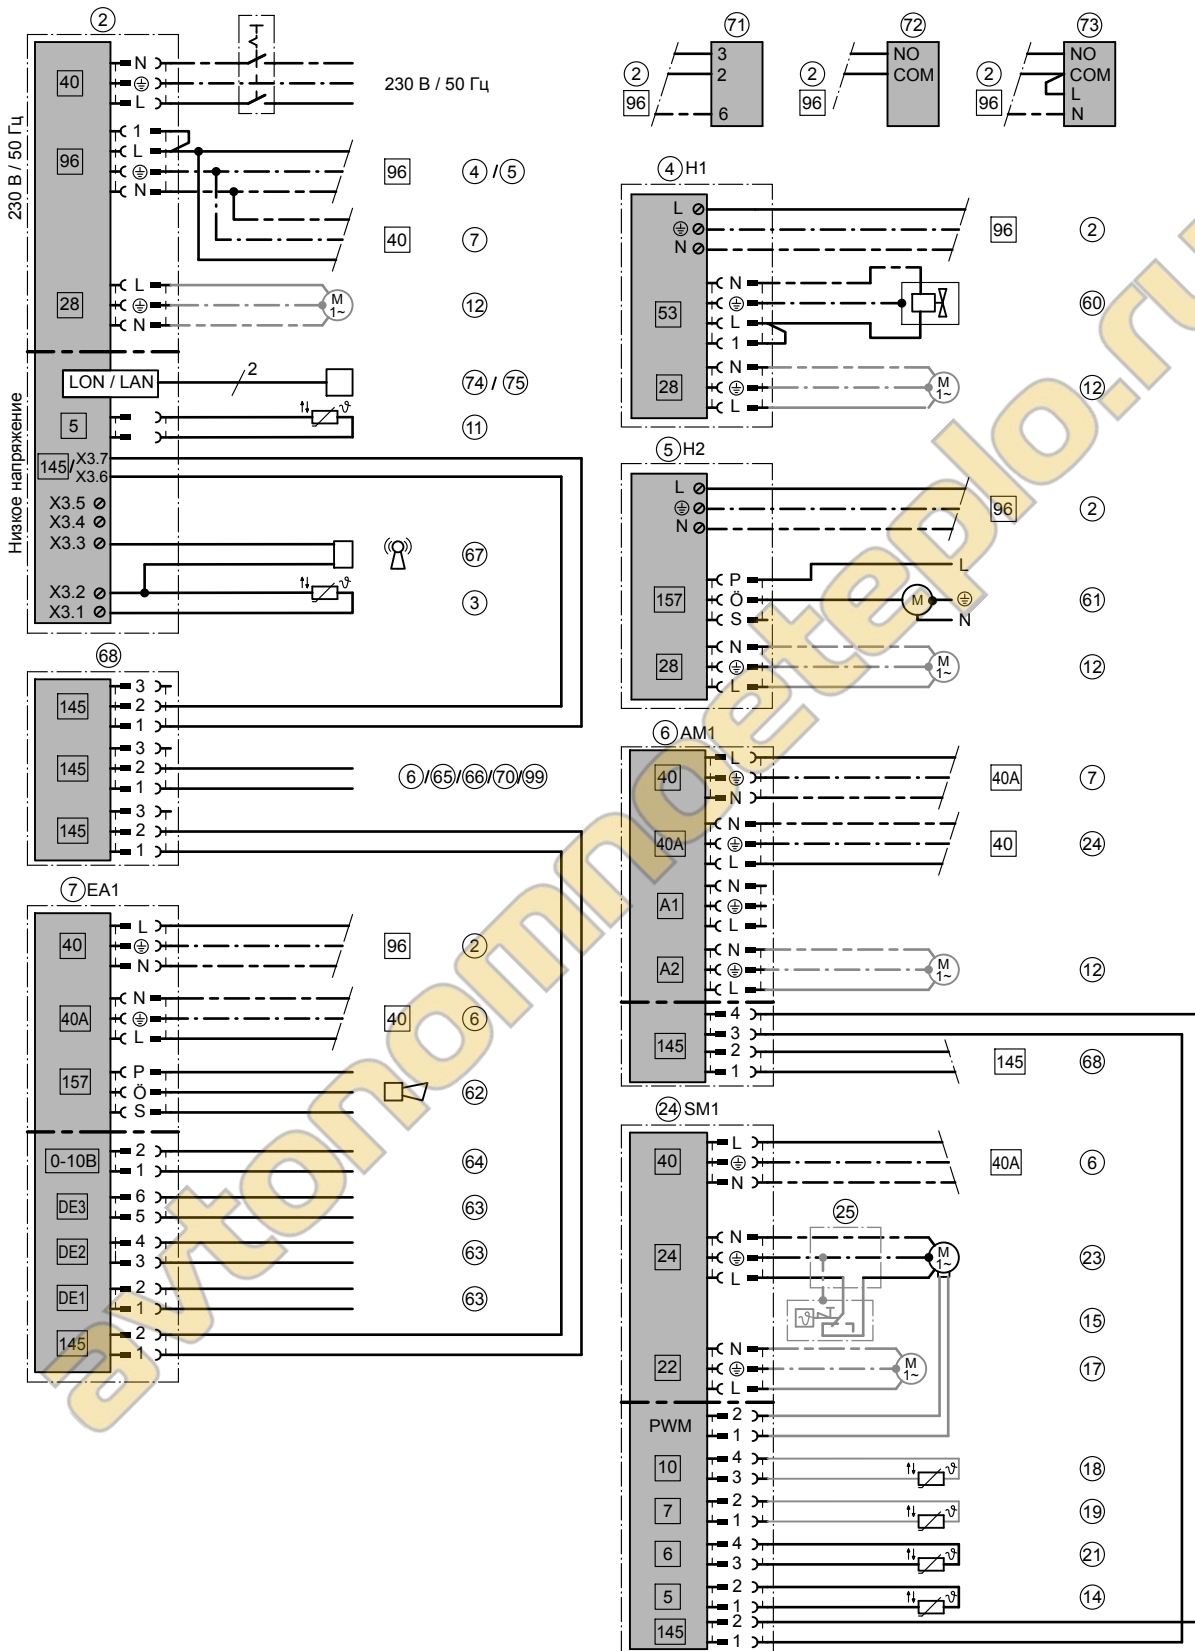 2
N
40
230 В / 50 Гц
L
1
96
L
N
96
4 / 5
40
7
230 В / 50 Гц
L
28
N
M
1~
12
LON / LAN
2
74 / 75
5
ϑ
11
Низкое напряжение
145 / X3.7
X3.6
X3.5
X3.4
X3.3
67
X3.2
ϑ
3
X3.1
68
145
3
2
1
145
3
2
1
6/65/66/70/99
145
3
2
1
7 EA1
40
L
N
96
2
40A
N
L
40
6
157
P
Ö
S
62
0-10В
2
1
64
DE3
6
5
63
DE2
4
3
63
DE1
2
1
63
145
2
1
71
3
2
6
2
96
72
NO
COM
2
96
73
NO
COM
L
N
2
96
4 H1
L
N
96
2
53
N
L
1
60
28
N
L
M
1~
12
5 H2
L
N
96
2
157
P
Ö
S
M
L
N
61
28
N
L
M
1~
12
6 AM1
40
L
N
40A
7
40A
N
L
40
24
A1
N
L
A2
N
L
M
1~
12
145
4
3
2
1
145
68
24 SM1
40
L
N
40A
6
25
24
N
L
M
1~
23
ϑ
15
22
N
L
M
1~
17
PWM
2
1
10
4
3
ϑ
18
7
2
1
ϑ
19
6
4
3
ϑ
21
5
2
1
ϑ
14
145
2
1
avtonomnoeteplo.ru